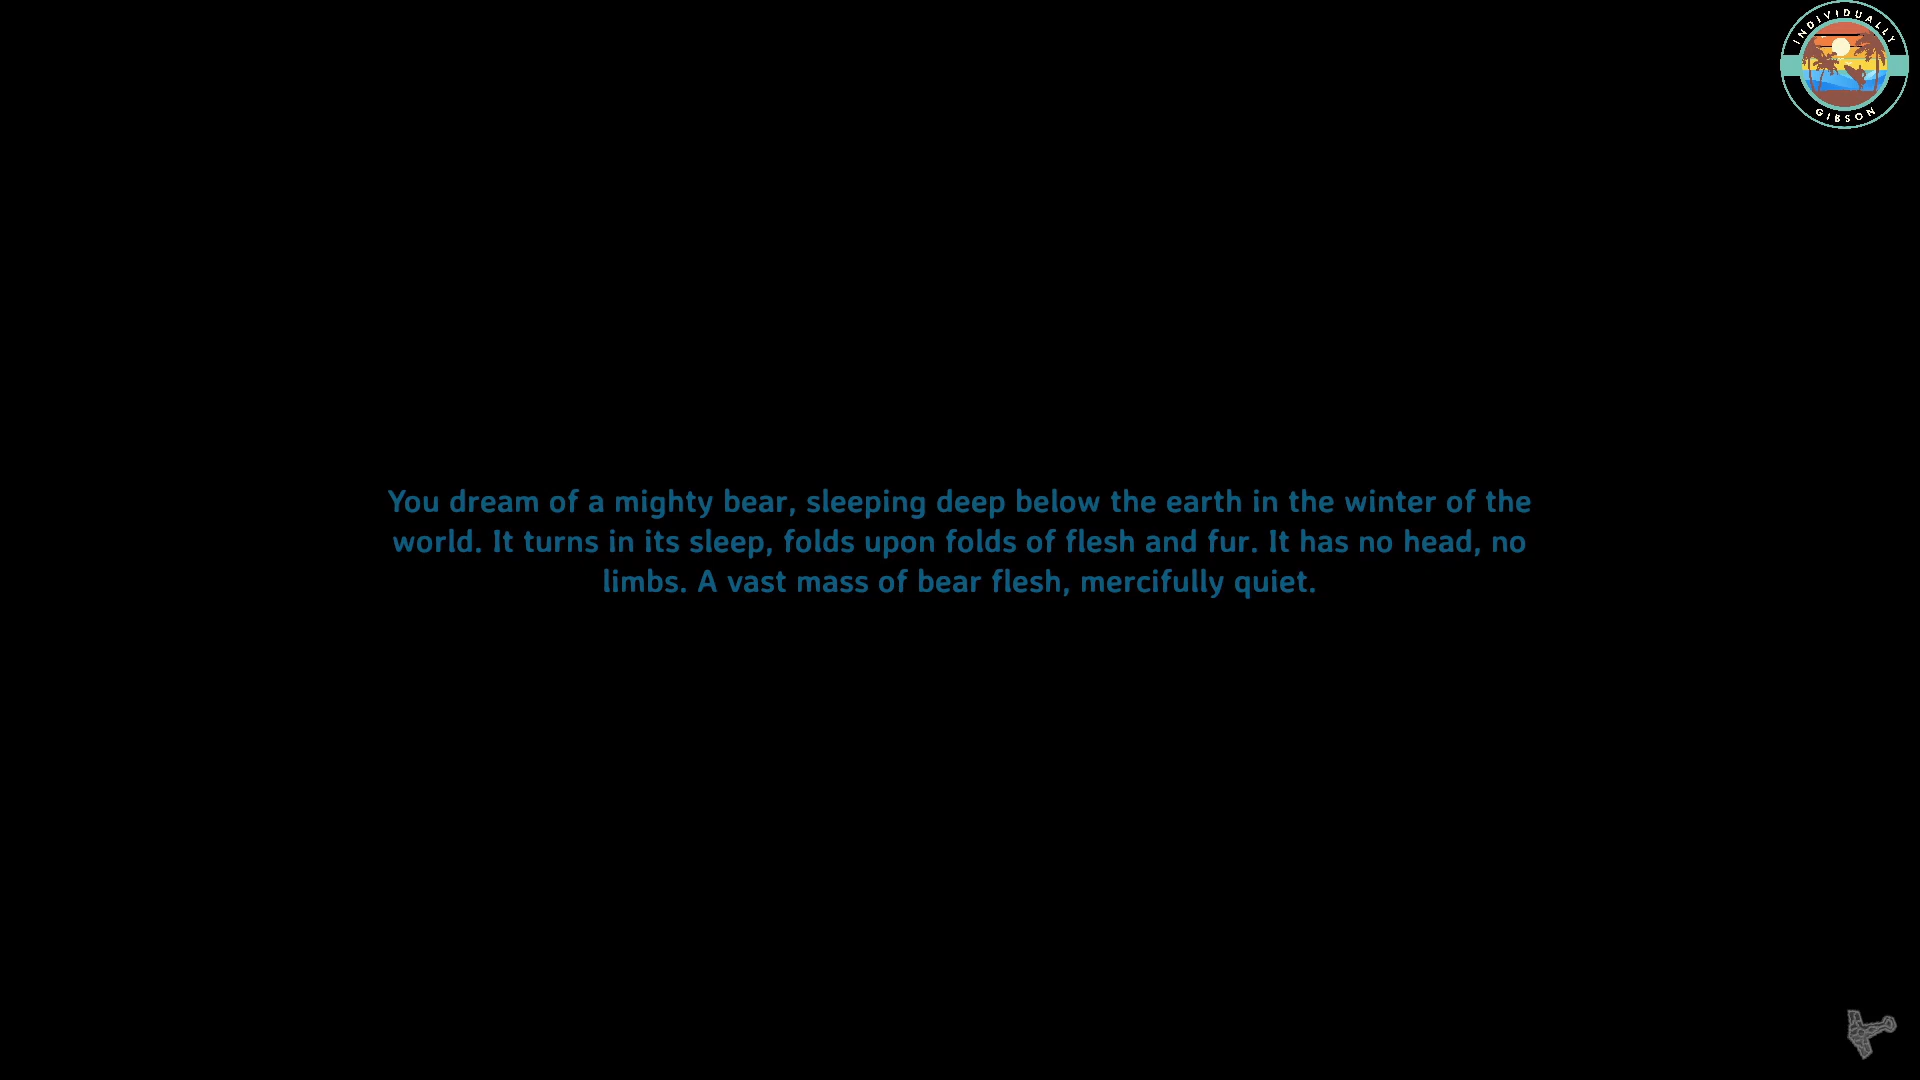 INDIVIDUALLY
GIBSON
You dream of a mighty bear, sleeping deep below the earth in the winter of the
world. It turns in its sleep, folds upon folds of flesh and fur. It has no head, no
limbs. A vast mass of bear flesh, mercifully quiet.